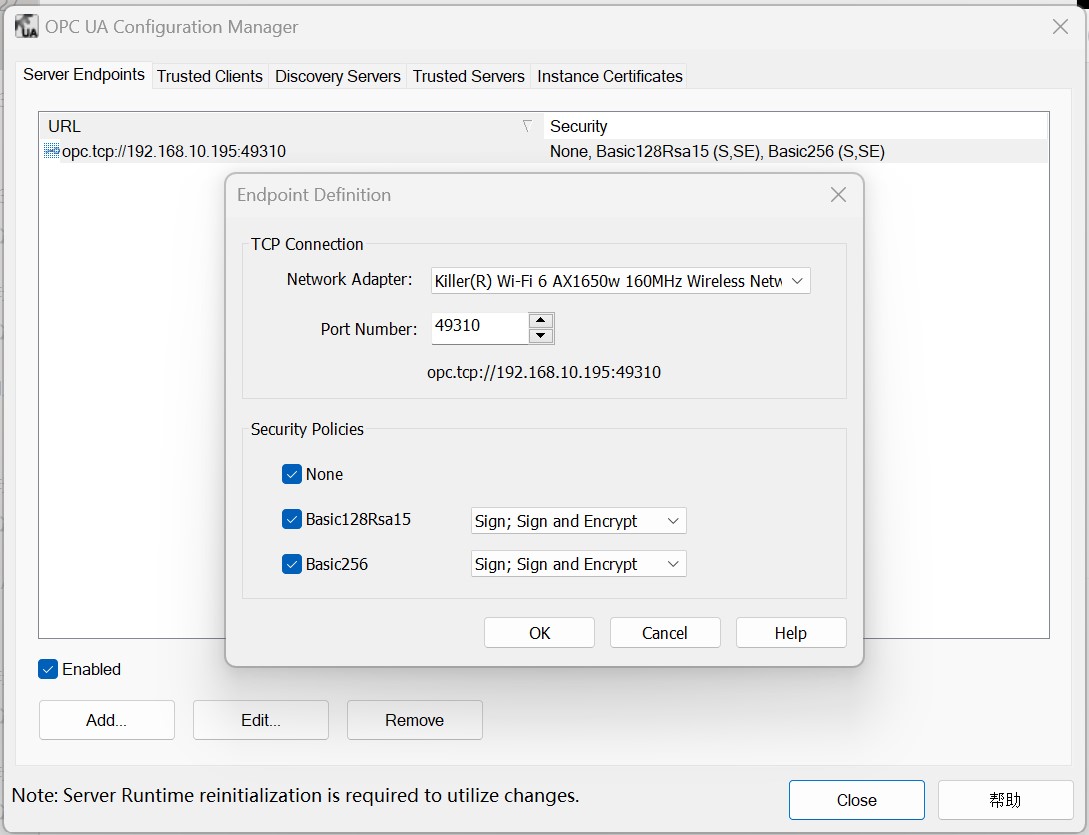 OPC UA Configuration Manager
Server Endpoints Trusted Clients Discovery Servers Trusted Servers Instance Certificates
URL Security
opc.tcp://192.168.10.195:49310 None, Basic128Rsa15 (S,SE), Basic256 (S,SE)
Endpoint Definition
TCP Connection
Network Adapter: Killer(R) Wi-Fi 6 AX1650w 160MHz Wireless Netw
Port Number: 49310
opc.tcp://192.168.10.195:49310
Security Policies
None
Basic128Rsa15 Sign; Sign and Encrypt
Basic256 Sign; Sign and Encrypt
OK Cancel Help
Enabled
Add... Edit... Remove
Note: Server Runtime reinitialization is required to utilize changes.
Close 帮助